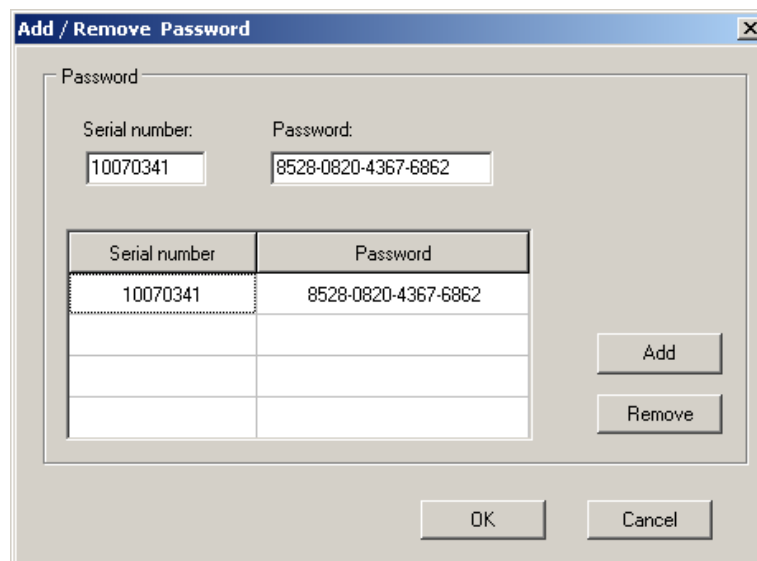 Add / Remove Password
Password
Serial number: Password:
10070341 8528-0820-4367-6862
Serial number Password
10070341 8528-0820-4367-6862
Add
Remove
OK Cancel